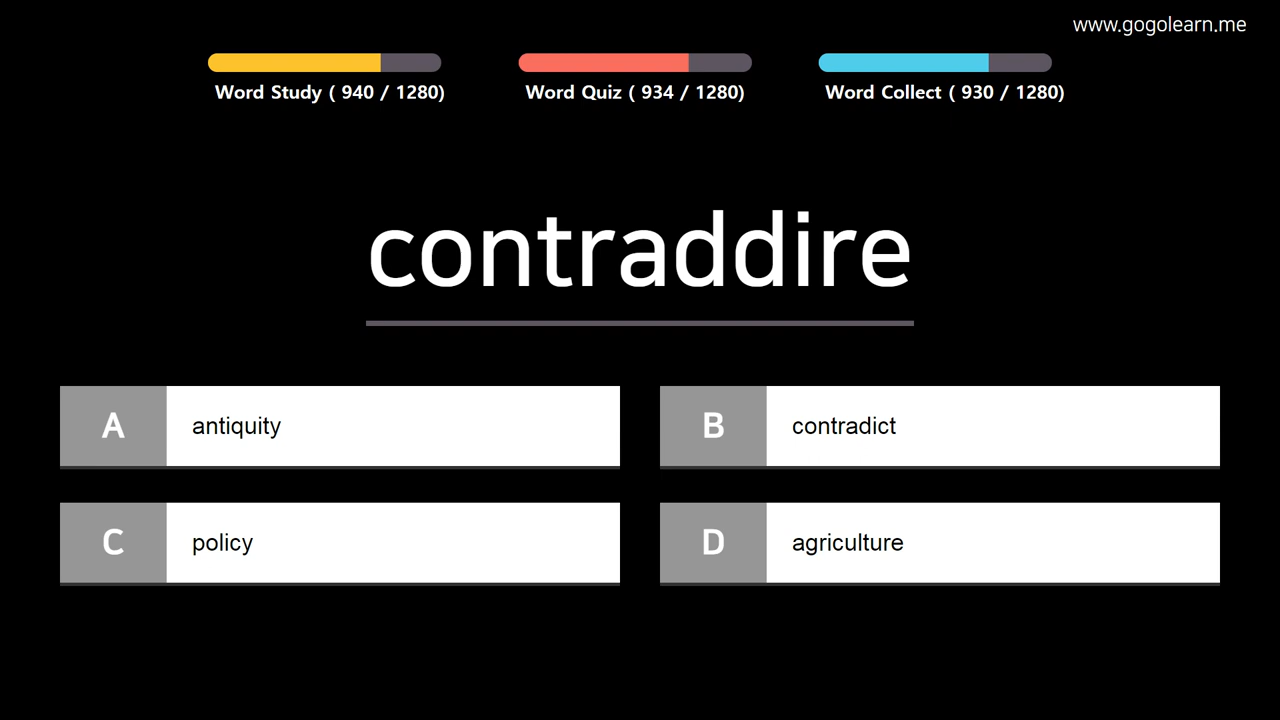 www.gogolearn.me
Word Study ( 940 / 1280)
Word Quiz ( 934 / 1280)
Word Collect ( 930 / 1280)
contraddire
A antiquity
B contradict
C policy
D agriculture